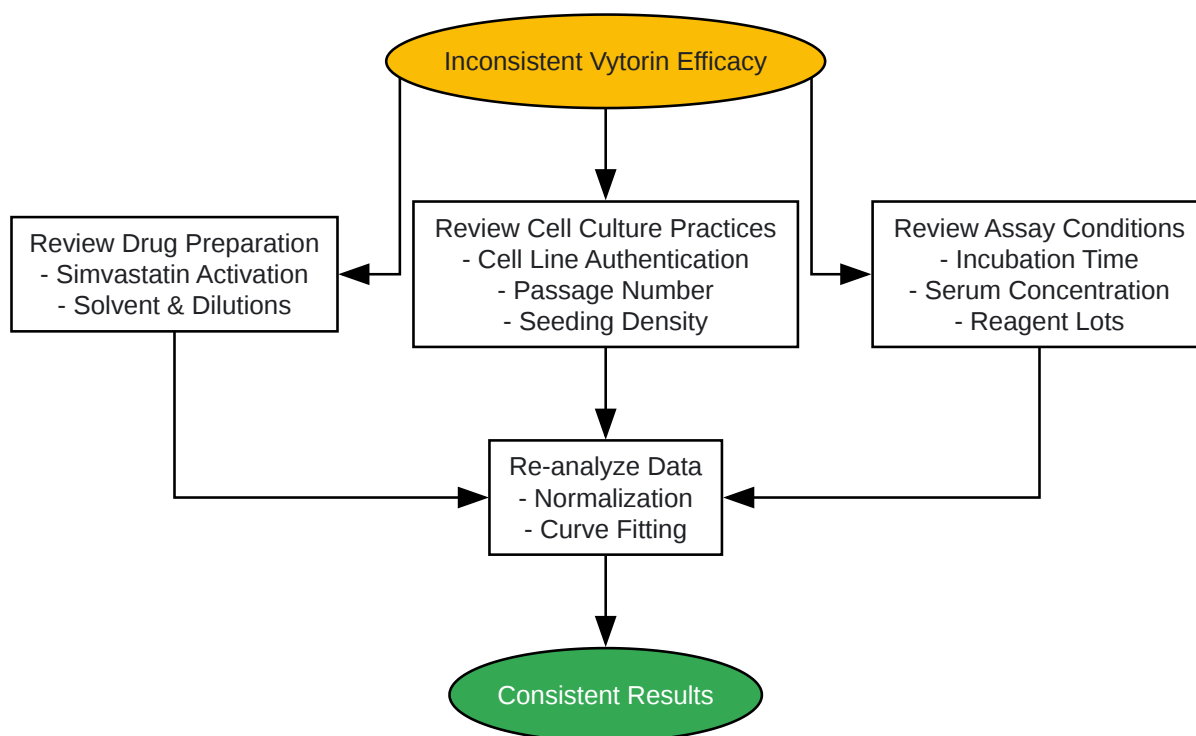 Inconsistent Vytorin Efficacy
Review Drug Preparation
- Simvastatin Activation
- Solvent & Dilutions
Review Cell Culture Practices
- Cell Line Authentication
- Passage Number
- Seeding Density
Review Assay Conditions
- Incubation Time
- Serum Concentration
- Reagent Lots
Re-analyze Data
- Normalization
- Curve Fitting
Consistent Results